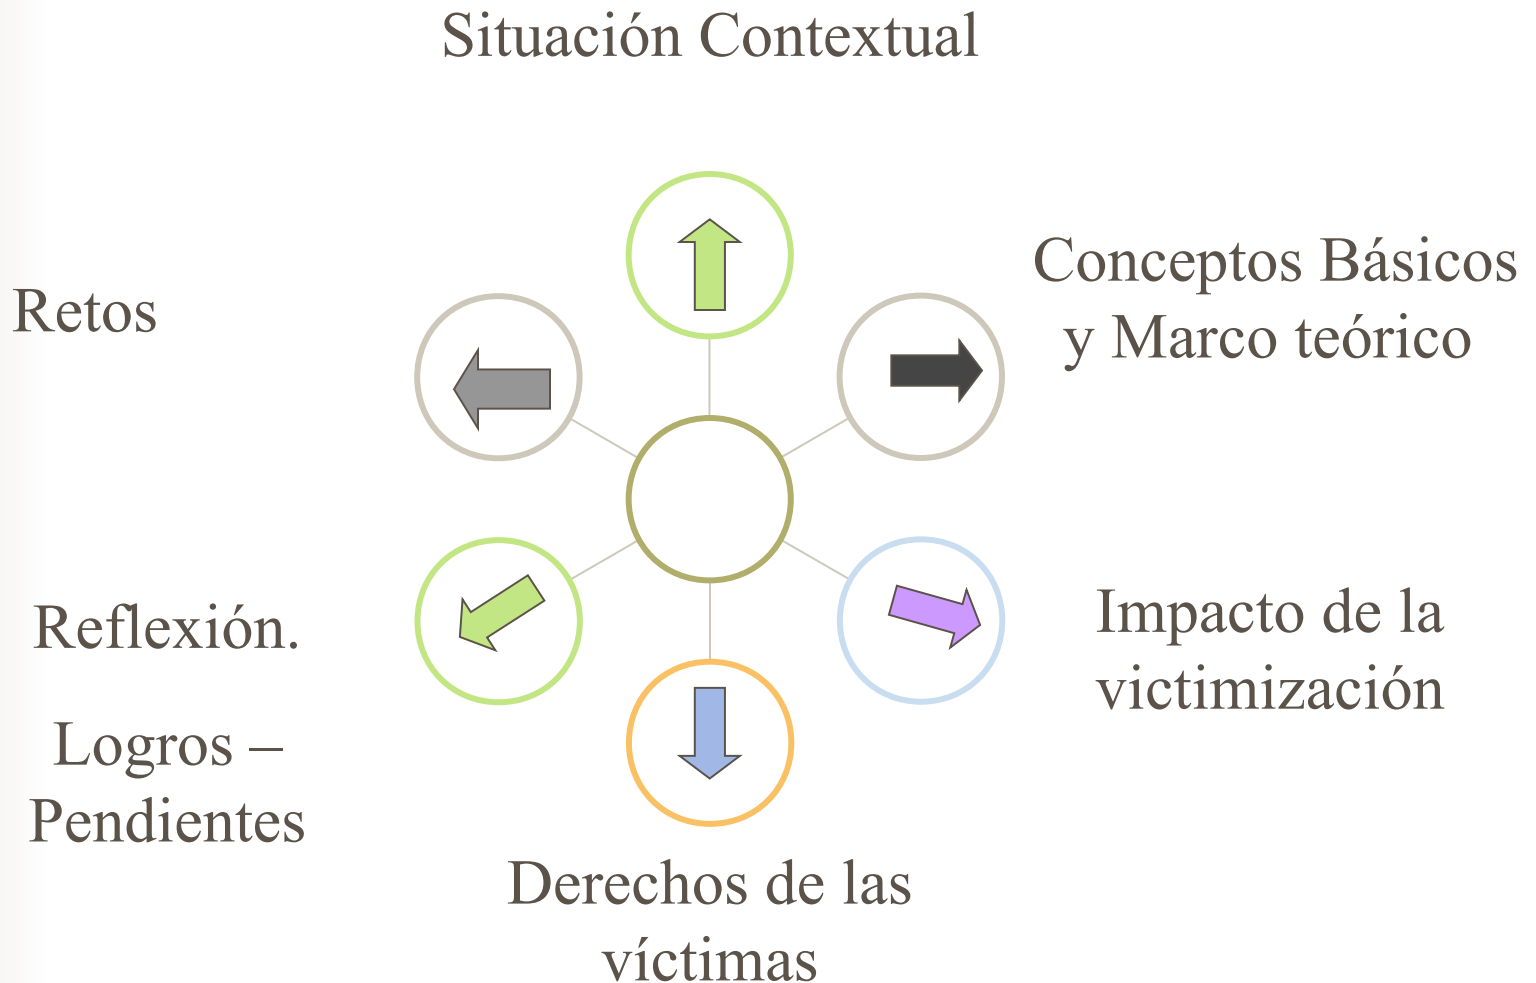 Situación Contextual
Conceptos Básicos
y Marco teórico
Retos
Impacto de la
victimización
Reflexión.
Logros –
Pendientes
Derechos de las
víctimas